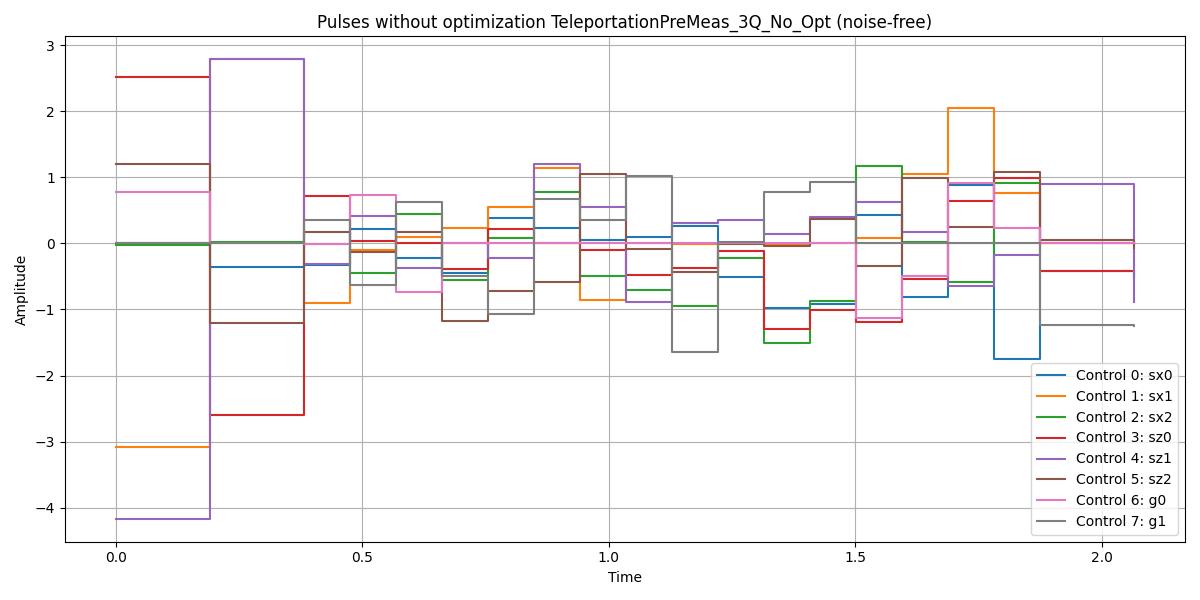 Pulses without optimization TeleportationPreMeas_3Q_No_Opt (noise-free)
Amplitude
3
2
1
0
−1
−2
−3
−4
0.0
0.5
1.0
1.5
2.0
Time
Control 0: sx0
Control 1: sx1
Control 2: sx2
Control 3: sz0
Control 4: sz1
Control 5: sz2
Control 6: g0
Control 7: g1